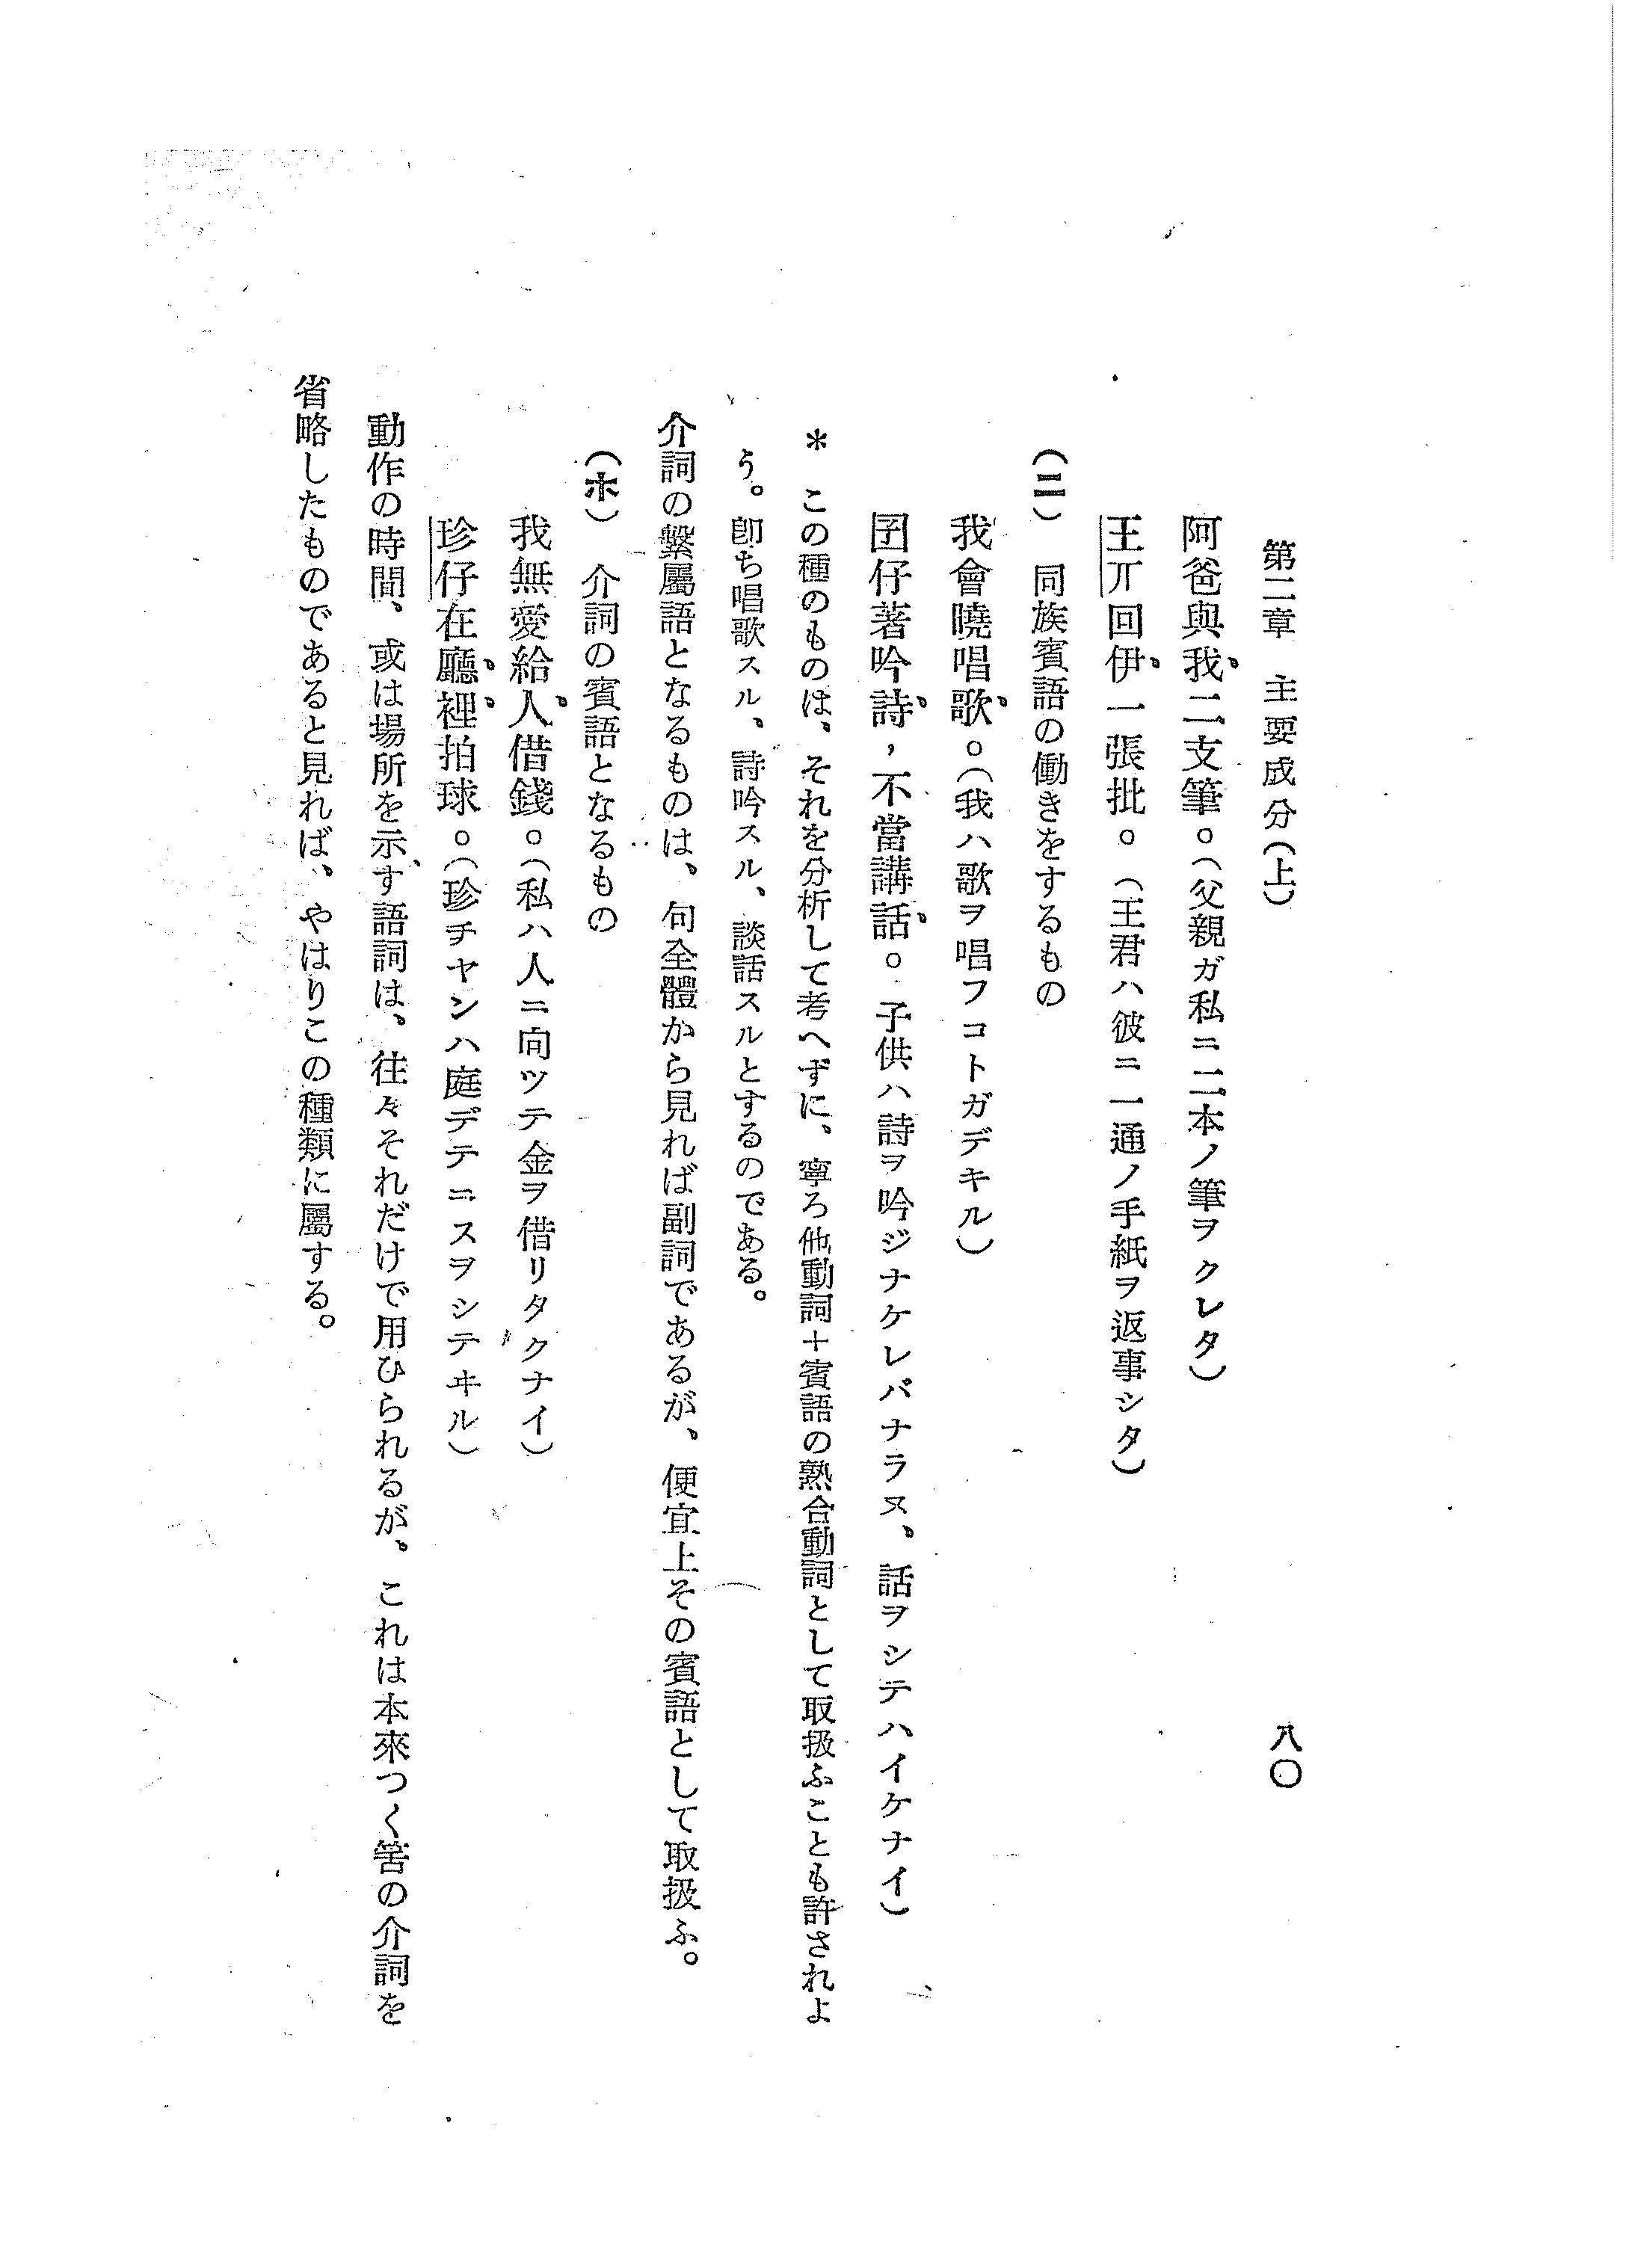 第二章　主要成分(上)
八〇
阿爸與我二支筆。(父親ガ私ニ二本ノ筆ヲクレタ)
王丌回伊一張批。(王君ハ彼ニ一通ノ手紙ヲ返事シタ)
(ニ)　同族賓語の働きをするもの
我會曉唱歌。(我ハ歌ヲ唱フコトガデキル)
囝仔著吟詩，不當講話。子供ハ詩ヲ吟ジナケレバナラヌ、話ヲシテハイケナイ)
＊　この種のものは、それを分析して考へずに、寧ろ他動詞＋賓語の熟合動詞として取扱ふことも許されよ
う。卽ち唱歌スル、詩吟スル、談話スルとするのである。
介詞の繫屬語となるものは、句全體から見れば副詞であるが、便宜上その賓語として取扱ふ。
(ホ)　介詞の賓語となるもの
我無愛給人借錢。(私ハ人ニ向ツテ金ヲ借リタクナイ)
珍仔在廳裡拍球。(珍チヤンハ庭デテニスヲシテヰル)
動作の時間、或は場所を示す語詞は、往々それだけで用ひられるが、これは本來つく筈の介詞を
省略したものであると見れば、やはりこの種類に屬する。